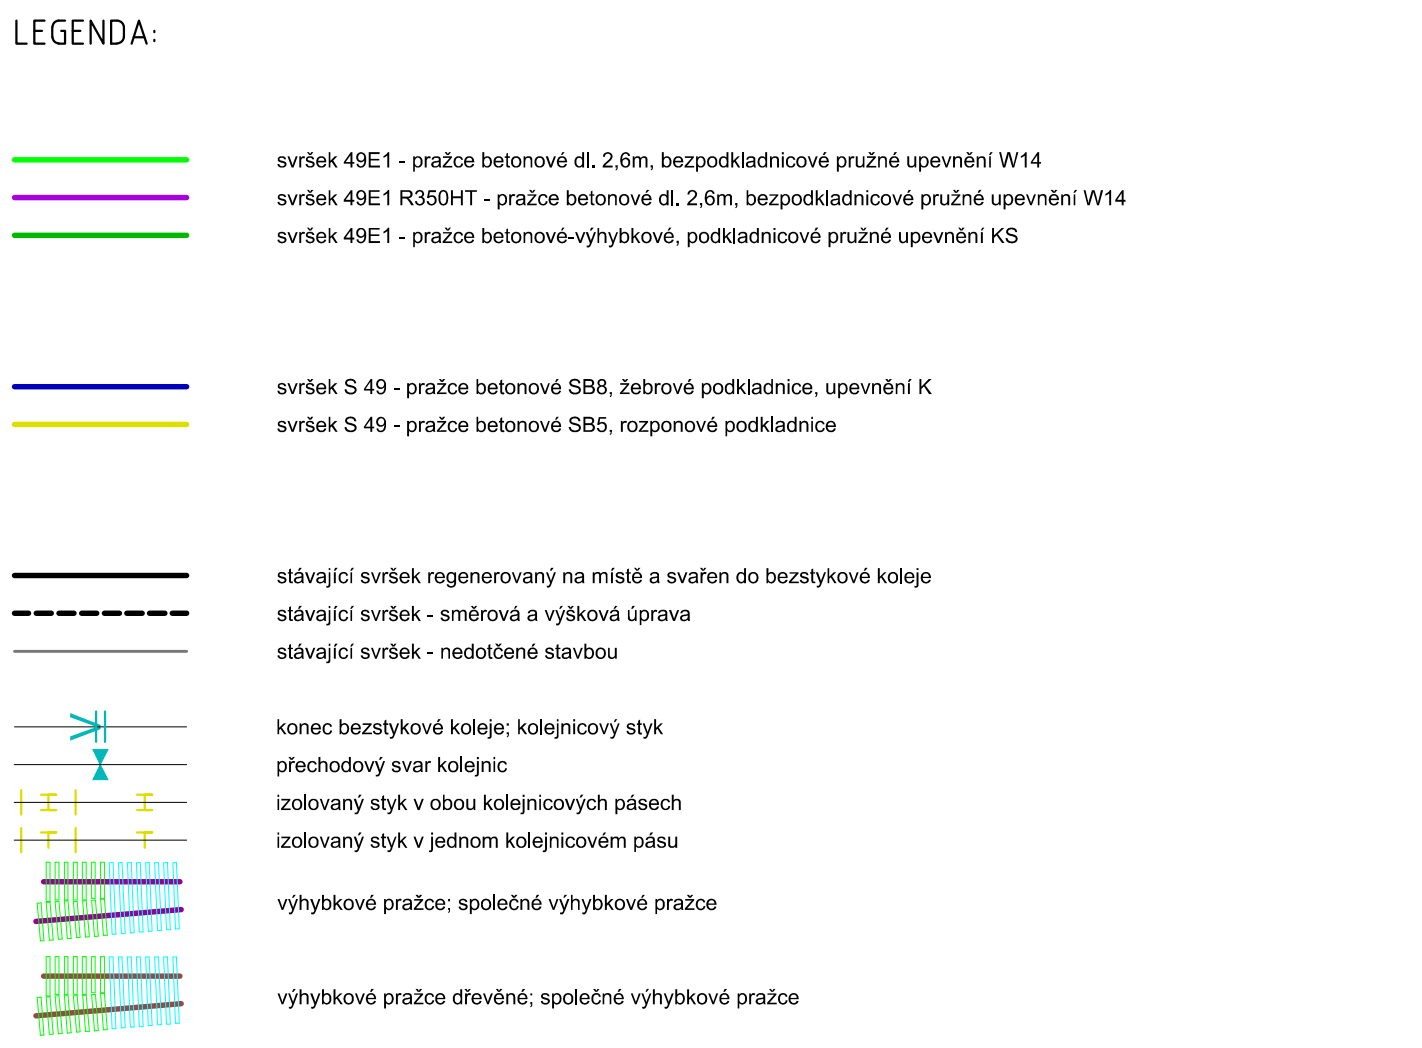 LEGENDA:
svršek 49E1 - pražce betonové dl. 2,6m, bezpodkladnicové pružné upevnění W14
svršek 49E1 R350HT - pražce betonové dl. 2,6m, bezpodkladnicové pružné upevnění W14
svršek 49E1 - pražce betonové-výhybkové, podkladnicové pružné upevnění KS
svršek S 49 - pražce betonové SB8, žebrové podkladnice, upevnění K
svršek S 49 - pražce betonové SB5, rozponové podkladnice
stávající svršek regenerovaný na místě a svařen do bezstykové koleje
stávající svršek - směrová a výšková úprava
stávající svršek - nedotčené stavbou
konec bezstykové koleje; kolejnicový styk
přechodový svar kolejnic
izolovaný styk v obou kolejnicových pásech
izolovaný styk v jednom kolejnicovém pásu
výhybkové pražce; společné výhybkové pražce
výhybkové pražce dřevěné; společné výhybkové pražce